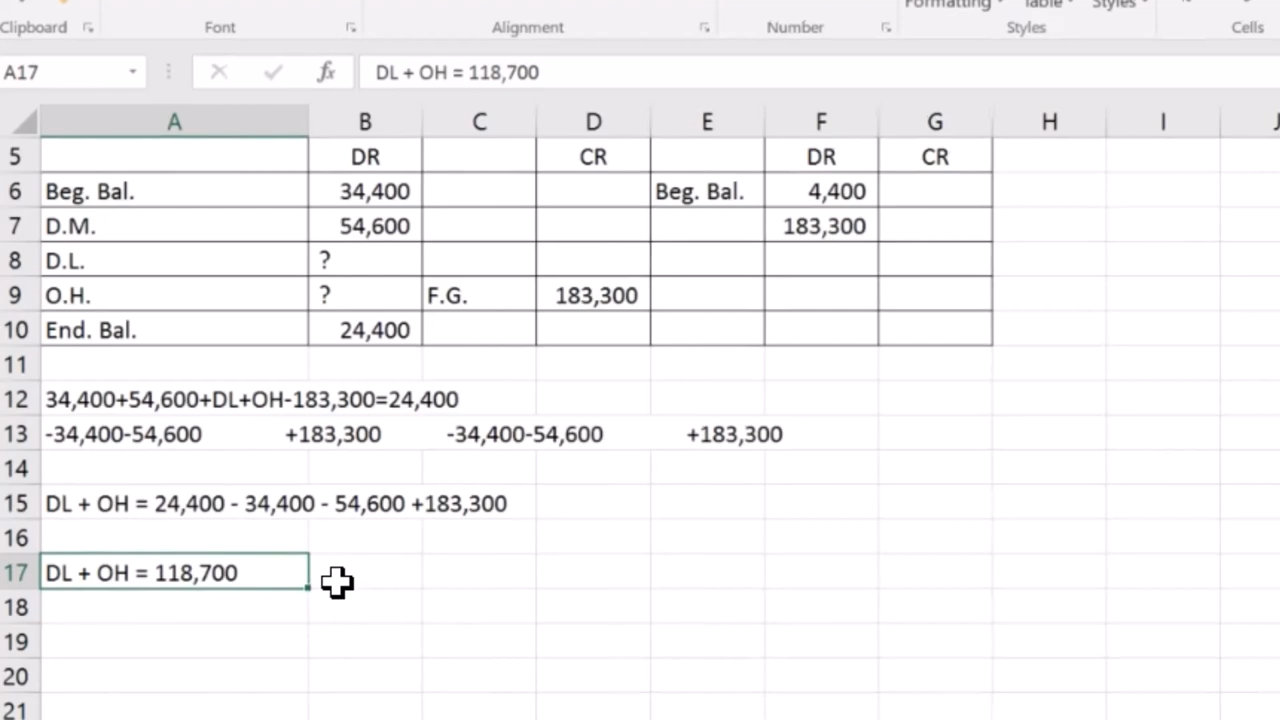 Formatting Table Styles
Clipboard Font Alignment Number Styles Cells
A17 fx DL + OH = 118,700
A B C D E F G H I J
5 DR CR DR CR
6 Beg. Bal. 34,400 Beg. Bal. 4,400
7 D.M. 54,600 183,300
8 D.L. ?
9 O.H. ? F.G. 183,300
10 End. Bal. 24,400
11
12 34,400+54,600+DL+OH-183,300=24,400
13 -34,400-54,600 +183,300 -34,400-54,600 +183,300
14
15 DL + OH = 24,400 - 34,400 - 54,600 +183,300
16
17 DL + OH = 118,700
18
19
20
21